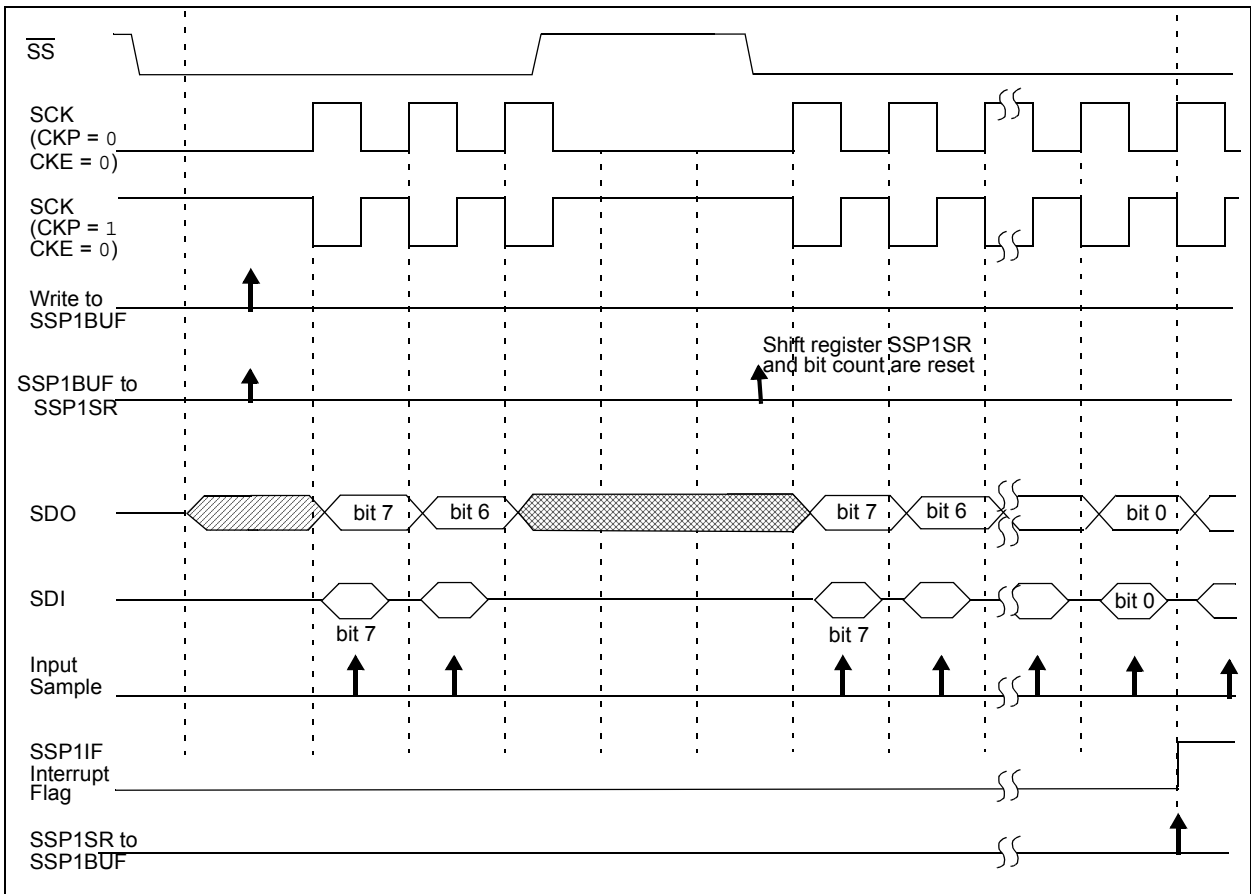 SS
SCK
(CKP = 0
CKE = 0)
SCK
(CKP = 1
CKE = 0)
Write to
SSP1BUF
Shift register SSP1SR
and bit count are reset
SSP1BUF to
SSP1SR
SDO
bit 7
bit 6
bit 7
bit 6
bit 0
SDI
bit 0
bit 7
bit 7
Input
Sample
SSP1IF
Interrupt
Flag
SSP1SR to
SSP1BUF